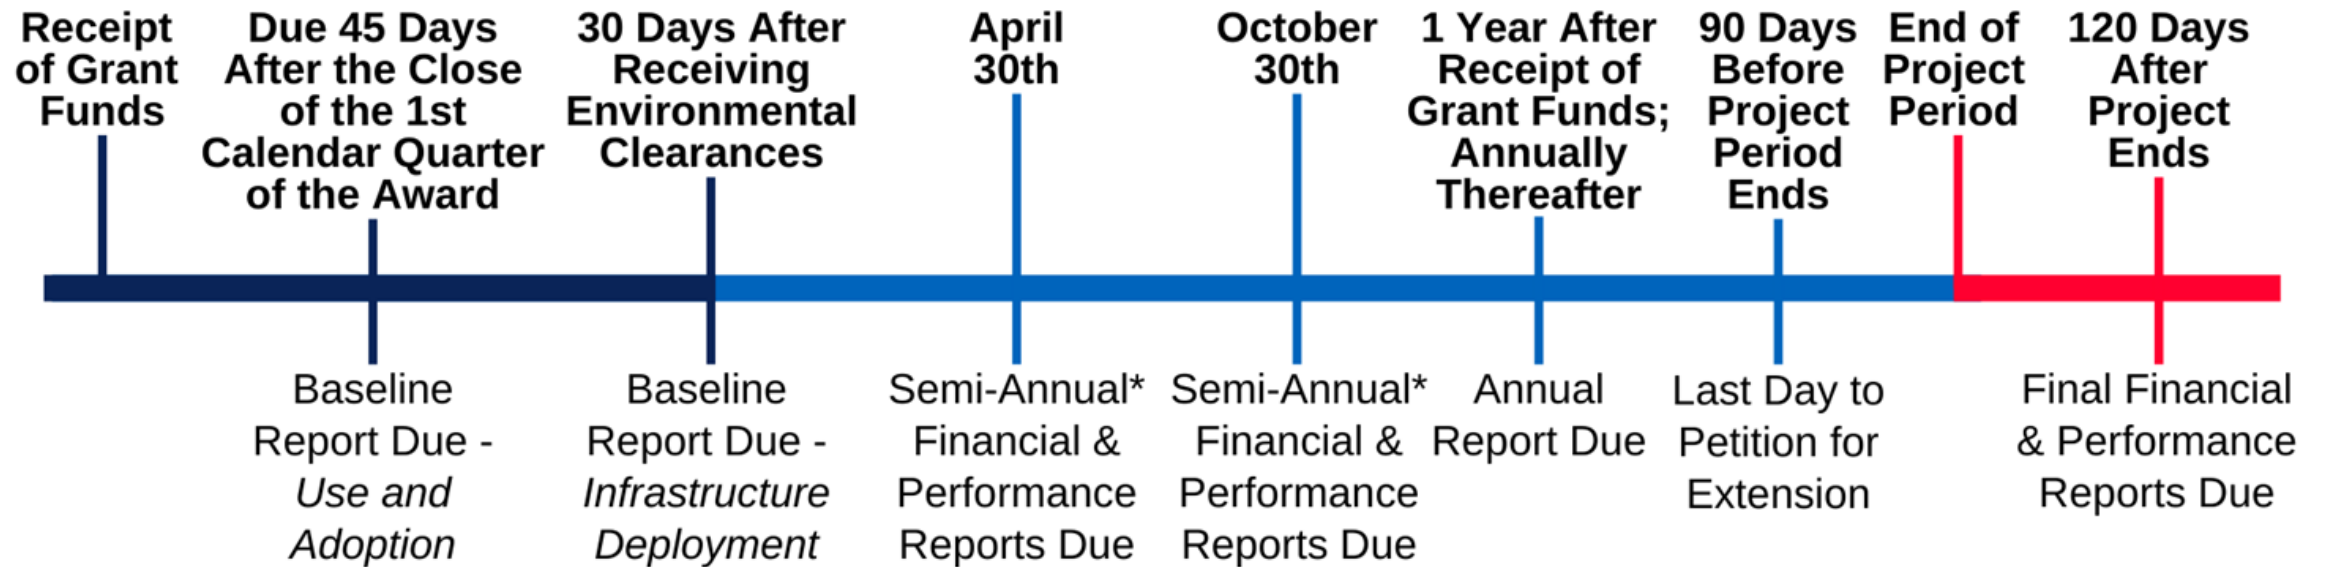 Receipt
of Grant
Funds
Due 45 Days
After the Close
of the 1st
Calendar Quarter
of the Award
30 Days After
Receiving
Environmental
Clearances
April
30th
October
30th
1 Year After
Receipt of
Grant Funds;
Annually
Thereafter
90 Days
Before
Project
Period
Ends
End of
Project
Period
120 Days
After
Project
Ends
Baseline
Report Due -
Use and
Adoption
Baseline
Report Due -
Infrastructure
Deployment
Semi-Annual*
Financial &
Performance
Reports Due
Semi-Annual*
Financial &
Performance
Reports Due
Annual
Report Due
Last Day to
Petition for
Extension
Final Financial
& Performance
Reports Due